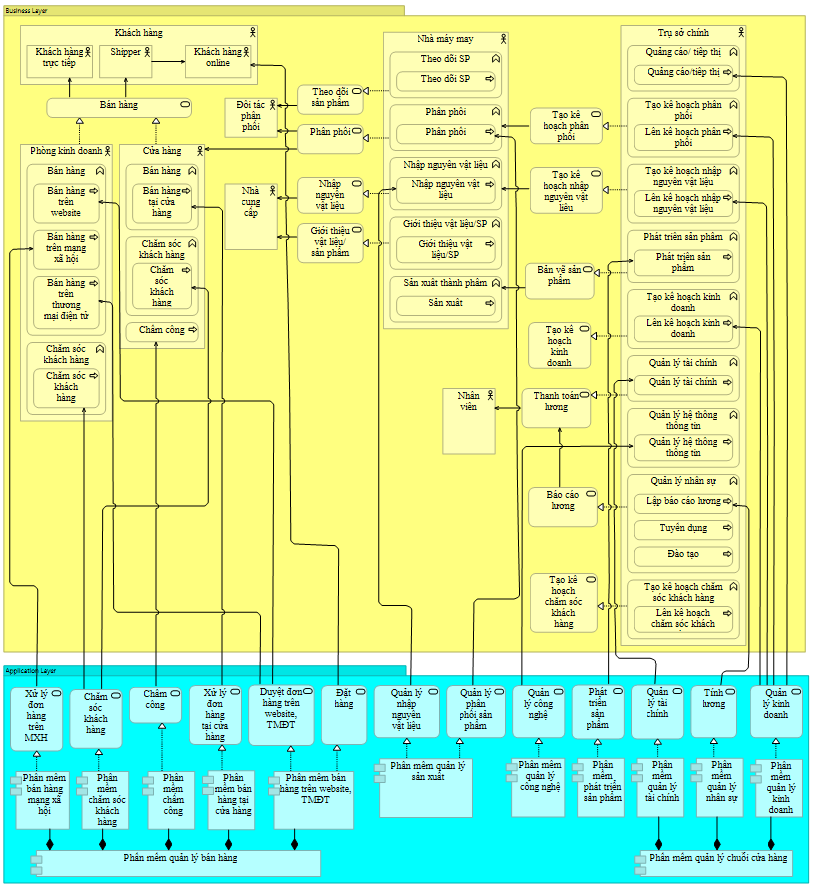 Business Layer
Khách hàng
Khách hàng
trực tiếp
Shipper
Khách hàng
online
Bán hàng
Phòng kinh doanh
Bán hàng
Bán hàng
trên
website
Bán hàng
trên mạng
xã hội
Bán hàng
trên
thương
mại điện tử
Chăm sóc
khách hàng
Chăm sóc
khách
hàng
Cửa hàng
Bán hàng
Bán hàng
tại cửa
hàng
Chăm sóc
khách hàng
Chăm
sóc
khách
hàng
Chấm công
Đối tác
phân
phối
Nhà
cung
cấp
Theo dõi
sản phẩm
Phân phối
Nhập
nguyên
vật liệu
Giới thiệu
vật liệu/
sản phẩm
Nhà máy may
Theo dõi SP
Theo dõi SP
Phân phối
Phân phối
Nhập nguyên vật liệu
Nhập nguyên vật
liệu
Giới thiệu vật liệu/SP
Giới thiệu vật
liệu/SP
Sản xuất thành phẩm
Sản xuất
Nhân
viên
Tạo kế
hoạch phân
phối
Tạo kế
hoạch nhập
nguyên vật
liêu
Bản vẽ sản
phẩm
Tạo kế
hoạch
kinh
doanh
Thanh toán
lương
Báo cáo
lương
Tạo kế
hoạch
chăm sóc
khách
hàng
Trụ sở chính
Quảng cáo/ tiếp thị
Quảng cáo/tiếp thị
Tạo kế hoạch phân
phối
Lên kế hoạch phân
phối
Tạo kế hoạch nhập
nguyên vật liệu
Lên kế hoạch nhập
nguyên vật liệu
Phát triển sản phẩm
Phát triển sản
phẩm
Tạo kế hoạch kinh
doanh
Lên kế hoạch kinh
doanh
Quản lý tài chính
Quản lý tài chính
Quản lý hệ thống
thông tin
Quản lý hệ thống
thông tin
Quản lý nhân sự
Lập báo cáo lương
Tuyển dụng
Đào tạo
Tạo kế hoạch chăm
sóc khách hàng
Lên kế hoạch
chăm sóc khách
Application Layer
Xử lý
đơn
hàng
trên
MXH
Chăm
sóc
khách
hàng
Chấm
công
Xử lý
đơn
hàng
tại cửa
hàng
Duyệt đơn
hàng trên
website,
TMĐT
Đặt
hàng
Quản lý
nhập
nguyên
vật liệu
Quản lý
phân
phối sản
phẩm
Quản
lý công
nghệ
Phát
triển
sản
phẩm
Quản
lý tài
chính
Tính
lương
Quản
lý kinh
doanh
Phần mềm
bán hàng
mạng xã
hội
Phần
mềm
chăm sóc
khách
hàng
Phần
mềm
chấm
công
Phần
mềm bán
hàng tại
cửa hàng
Phần mềm bán
hàng trên website,
TMĐT
Phần mềm quản lý
sản xuất
Phần mềm
quản lý
công nghệ
Phần
mềm
phát triển
sản phẩm
Phần
mềm
quản lý
tài chính
Phần
mềm
quản lý
nhân sự
Phần
mềm
quản lý
kinh
doanh
Phần mềm quản lý bán hàng
Phần mềm quản lý chuỗi cửa hàng